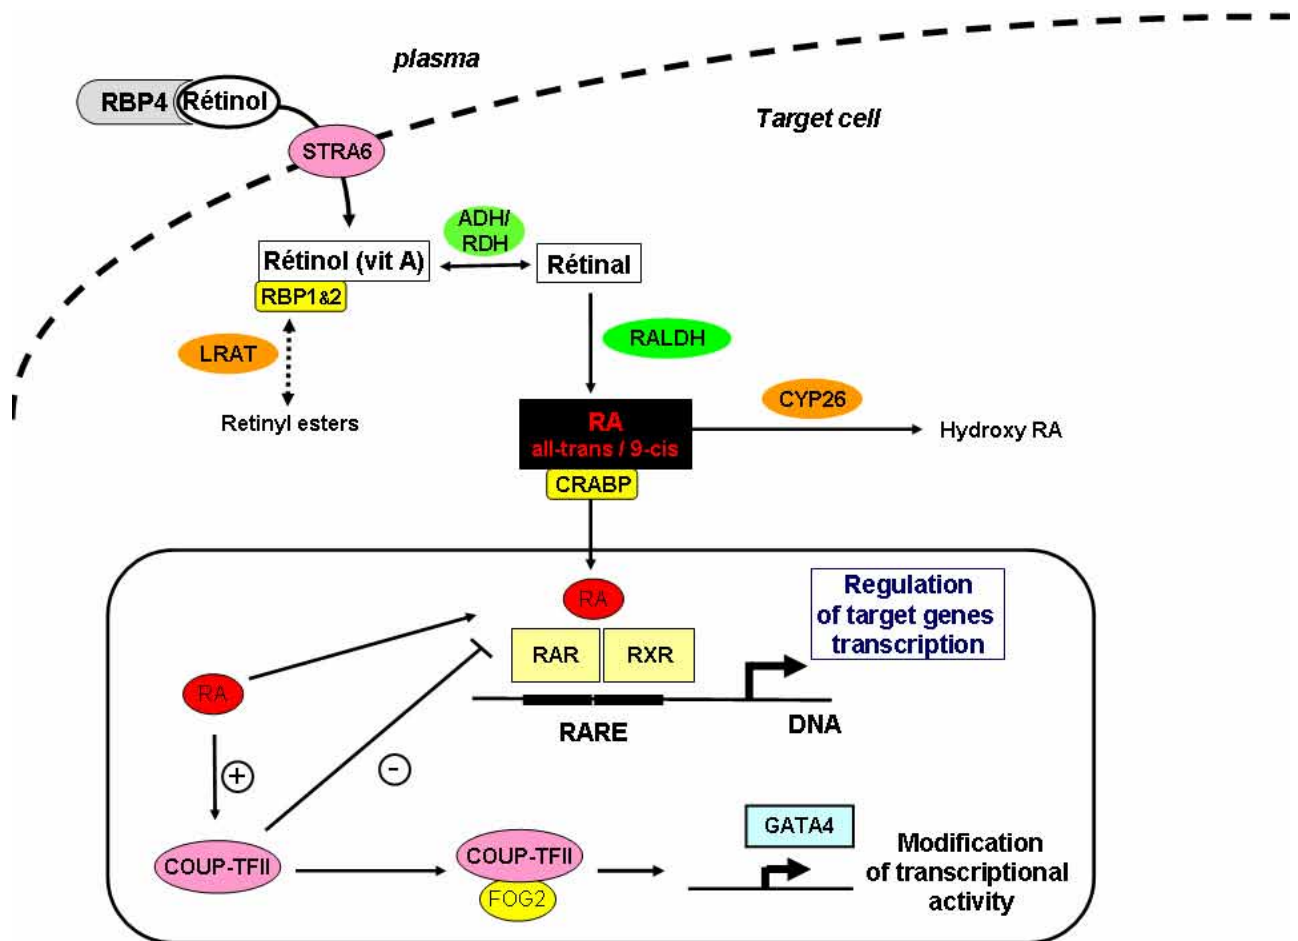 plasma
RBP4
Rétinol
Target cell
STRA6
ADH/
RDH
Rétinol (vit A)
Rétinal
RBP1&2
LRAT
RALDH
Retinyl esters
CYP26
RA
all-trans / 9-cis
Hydroxy RA
CRABP
RA
Regulation
of target genes
transcription
RAR
RXR
RA
RARE
DNA
+
-
COUP-TFII
COUP-TFII
FOG2
GATA4
Modification
of transcriptional
activity